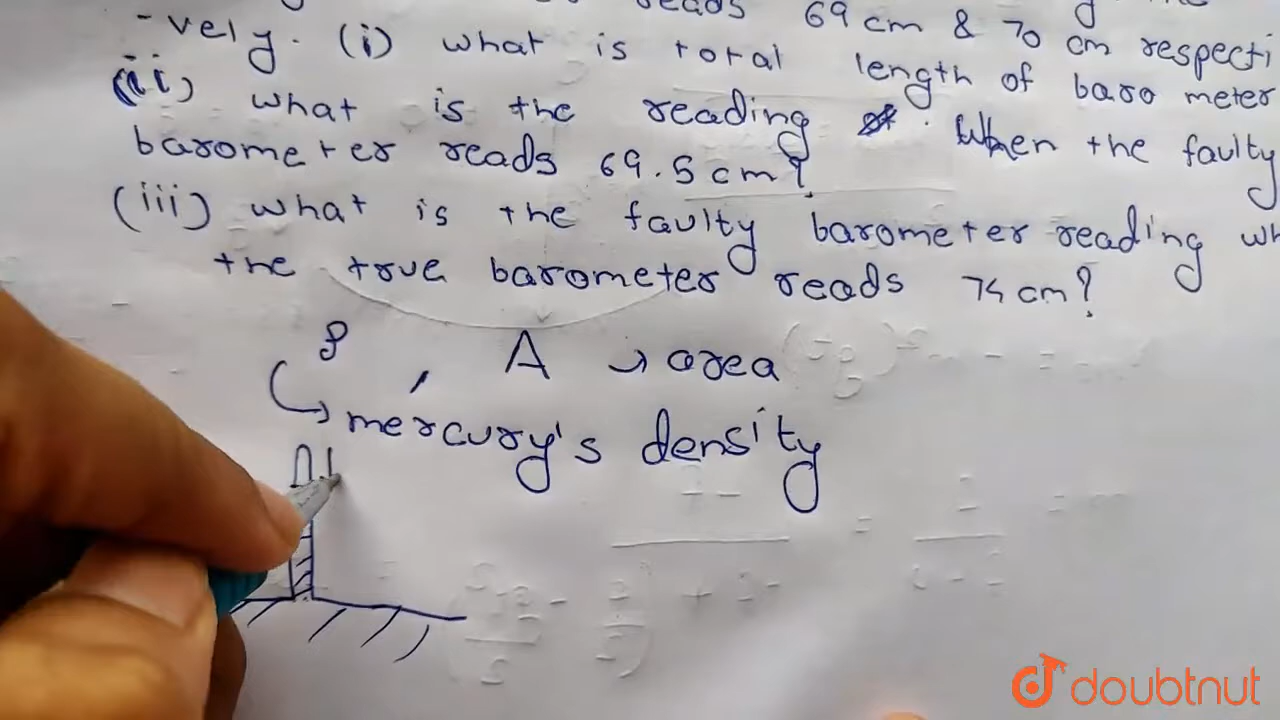 reads 69 cm & 70 cm respecti
-vely. (i) what is total length of baro meter
(ii) what is the reading . When the faulty
barometer reads 69.5 cm?
(iii) what is the faulty barometer reading wh
the true barometer reads 74 cm?
ρ , A → area
mercury's density
doubtnut